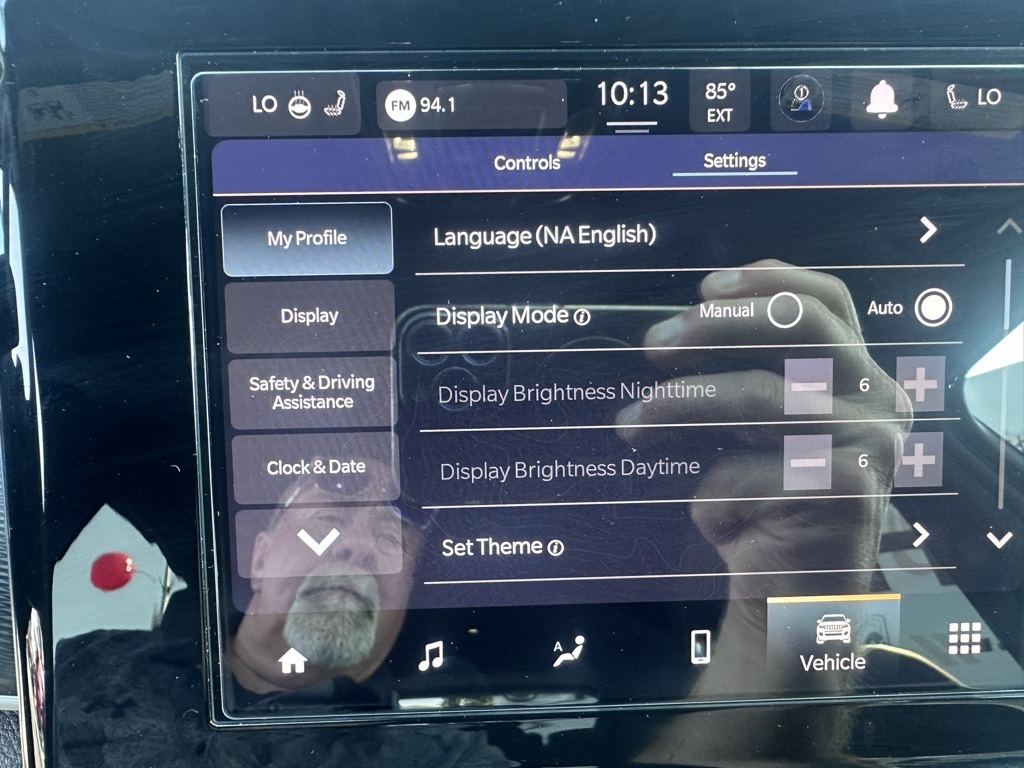 LO
FM 94.1
10:13
85°
EXT
1
LO
Controls
Settings
My Profile
Language (NA English)
Display
Display Mode i
Manual
Auto
Safety & Driving
Assistance
Display Brightness Nighttime
6
Clock & Date
Display Brightness Daytime
6
Set Theme i
A
Vehicle